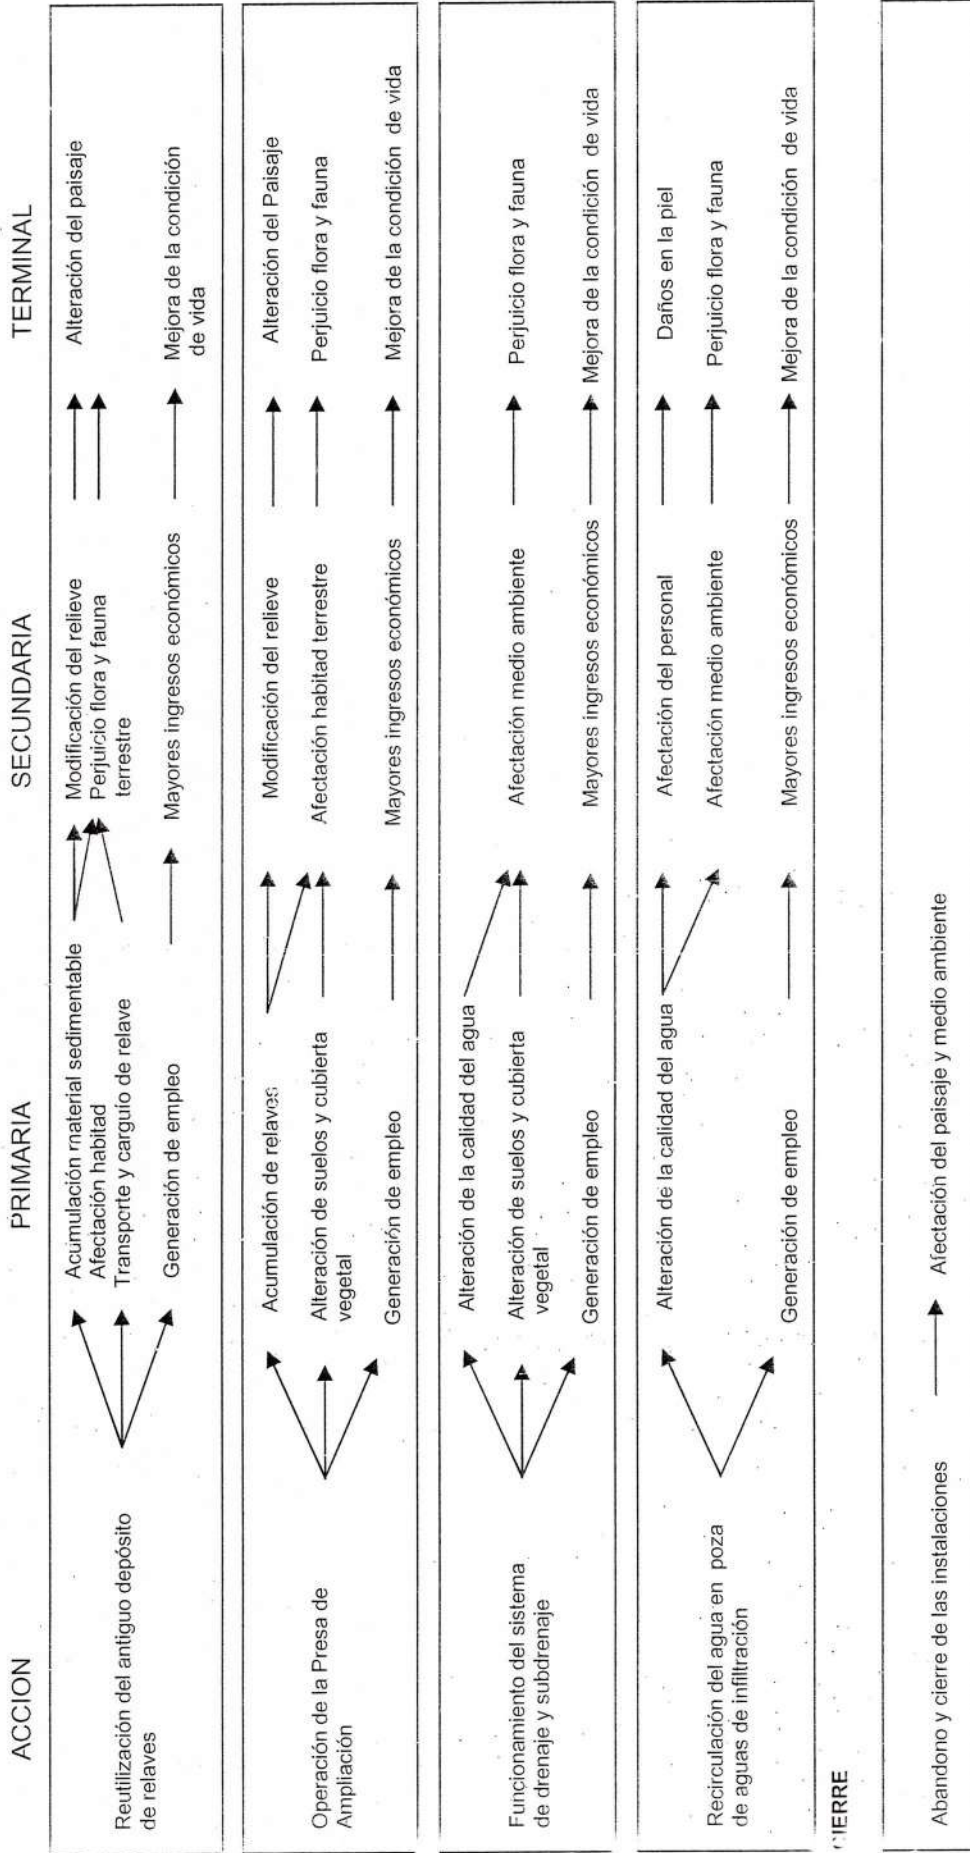 ACCION PRIMARIA SECUNDARIA TERMINAL
Reutilización del antiguo depósito
de relaves
Acumulación material sedimentable
Afectación habitad
Transporte y carguío de relave
Generación de empleo
Modificación del relieve
Perjuicio flora y fauna
terrestre
Mayores ingresos económicos
Alteración del paisaje
Mejora de la condición
de vida
Operación de la Presa de
Ampliación
Acumulación de relaves
Alteración de suelos y cubierta
vegetal
Generación de empleo
Modificación del relieve
Afectación habitad terrestre
Mayores ingresos económicos
Alteración del Paisaje
Perjuicio flora y fauna
Mejora de la condición de vida
Funcionamiento del sistema
de drenaje y subdrenaje
Alteración de la calidad del agua
Alteración de suelos y cubierta
vegetal
Generación de empleo
Afectación medio ambiente
Mayores ingresos económicos
Perjuicio flora y fauna
Mejora de la condición de vida
Recirculación del agua en poza
de aguas de infiltración
Alteración de la calidad del agua
Generación de empleo
Afectación del personal
Afectación medio ambiente
Mayores ingresos económicos
Daños en la piel
Perjuicio flora y fauna
Mejora de la condición de vida
CIERRE
Abandono y cierre de las instalaciones
Afectación del paisaje y medio ambiente